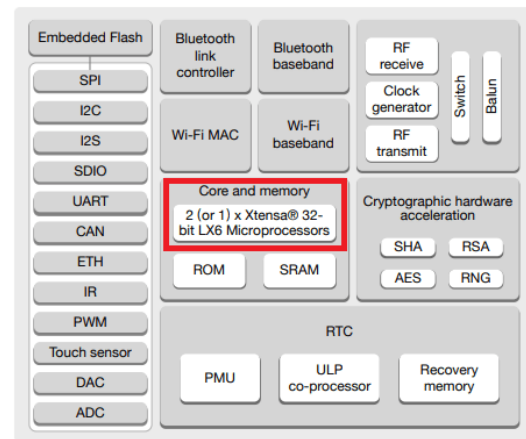 Embedded Flash
SPI
I2C
I2S
SDIO
UART
CAN
ETH
IR
PWM
Touch sensor
DAC
ADC
Bluetooth
link
controller
Bluetooth
baseband
Wi-Fi MAC
Wi-Fi
baseband
RF
receive
Clock
generator
RF
transmit
Switch
Balun
Core and memory
2 (or 1) x Xtensa® 32-
bit LX6 Microprocessors
ROM
SRAM
Cryptographic hardware
acceleration
SHA
RSA
AES
RNG
RTC
PMU
ULP
co-processor
Recovery
memory